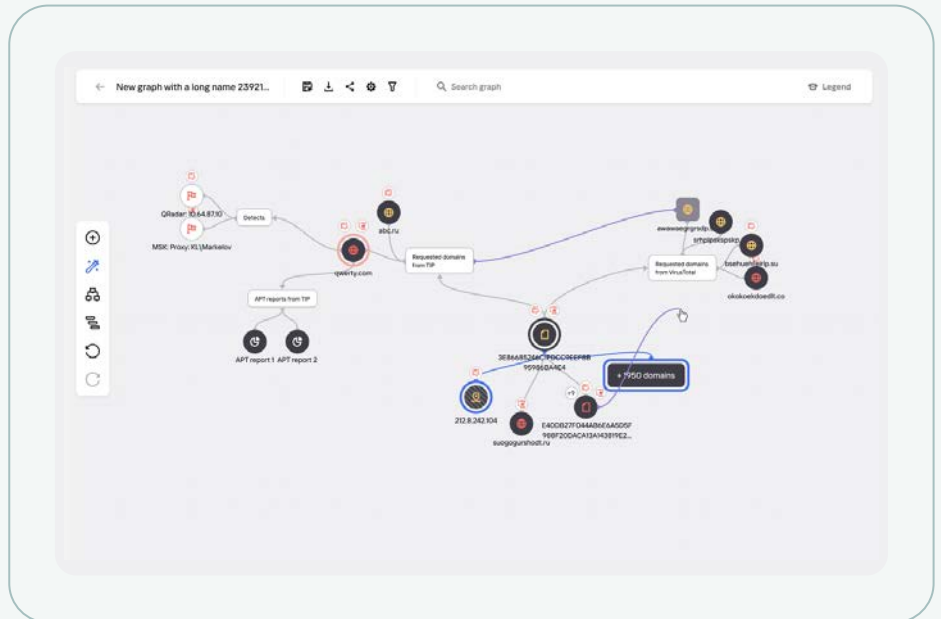 New graph with a long name 23921...
Search graph
Legend
QRadar: 10.64.87.10
MSK: Proxy: KL\Markelov
Detects
abc.ru
qwerty.com
Requested domains
from TIP
APT reports from TIP
APT report 1
APT report 2
Requested domains
from VirusTotal
okokoekdoedlt.co
+ 1950 domains
212.8.242.104
suogogurshodt.ru
+9